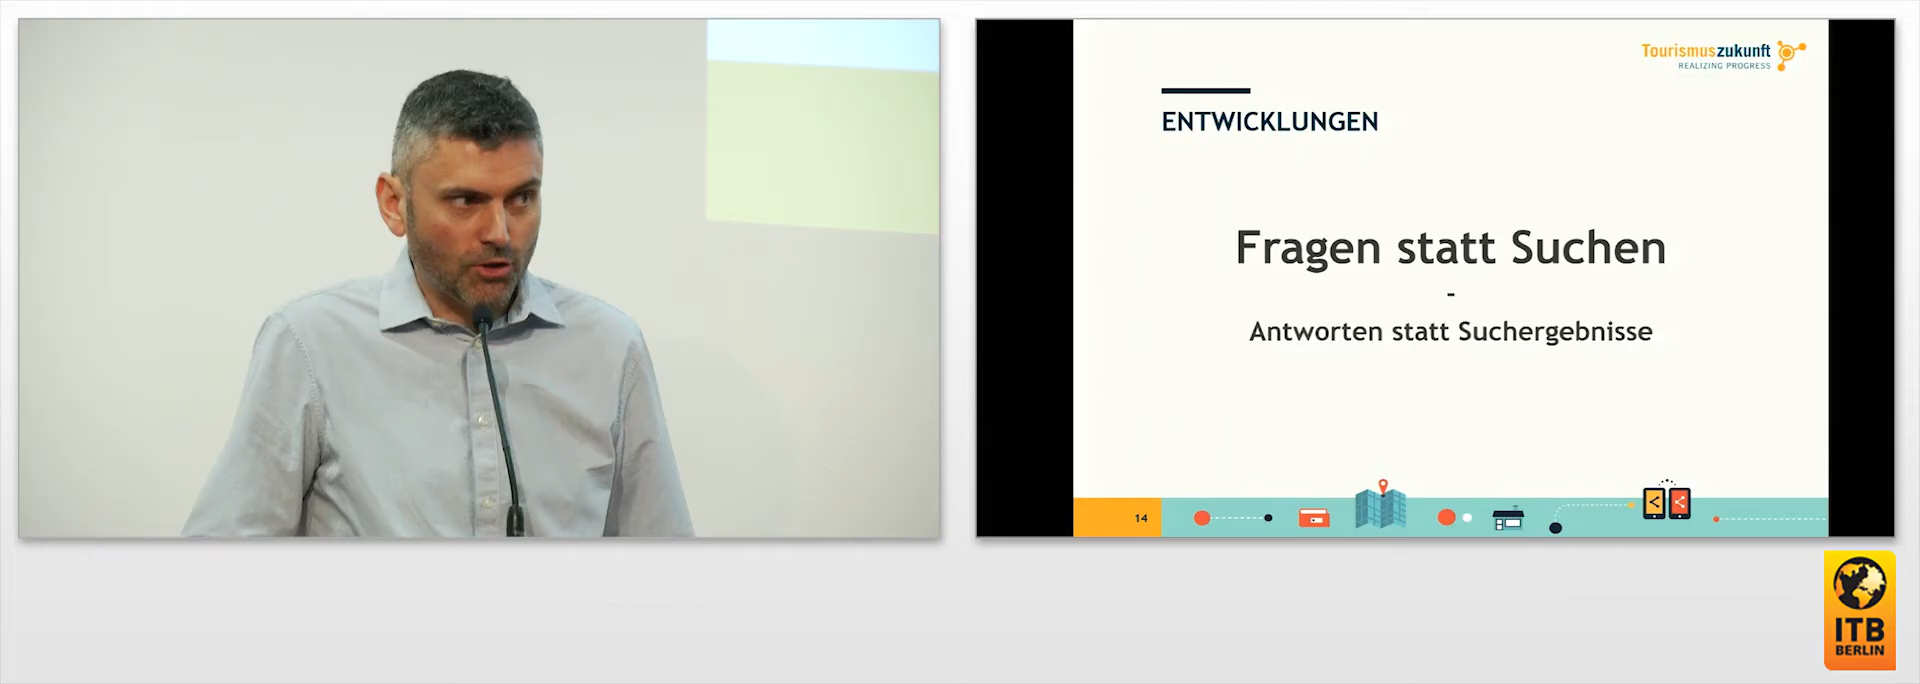 Tourismuszukunft
REALIZING PROGRESS
ENTWICKLUNGEN
Fragen statt Suchen
-
Antworten statt Suchergebnisse
14
ITB
BERLIN